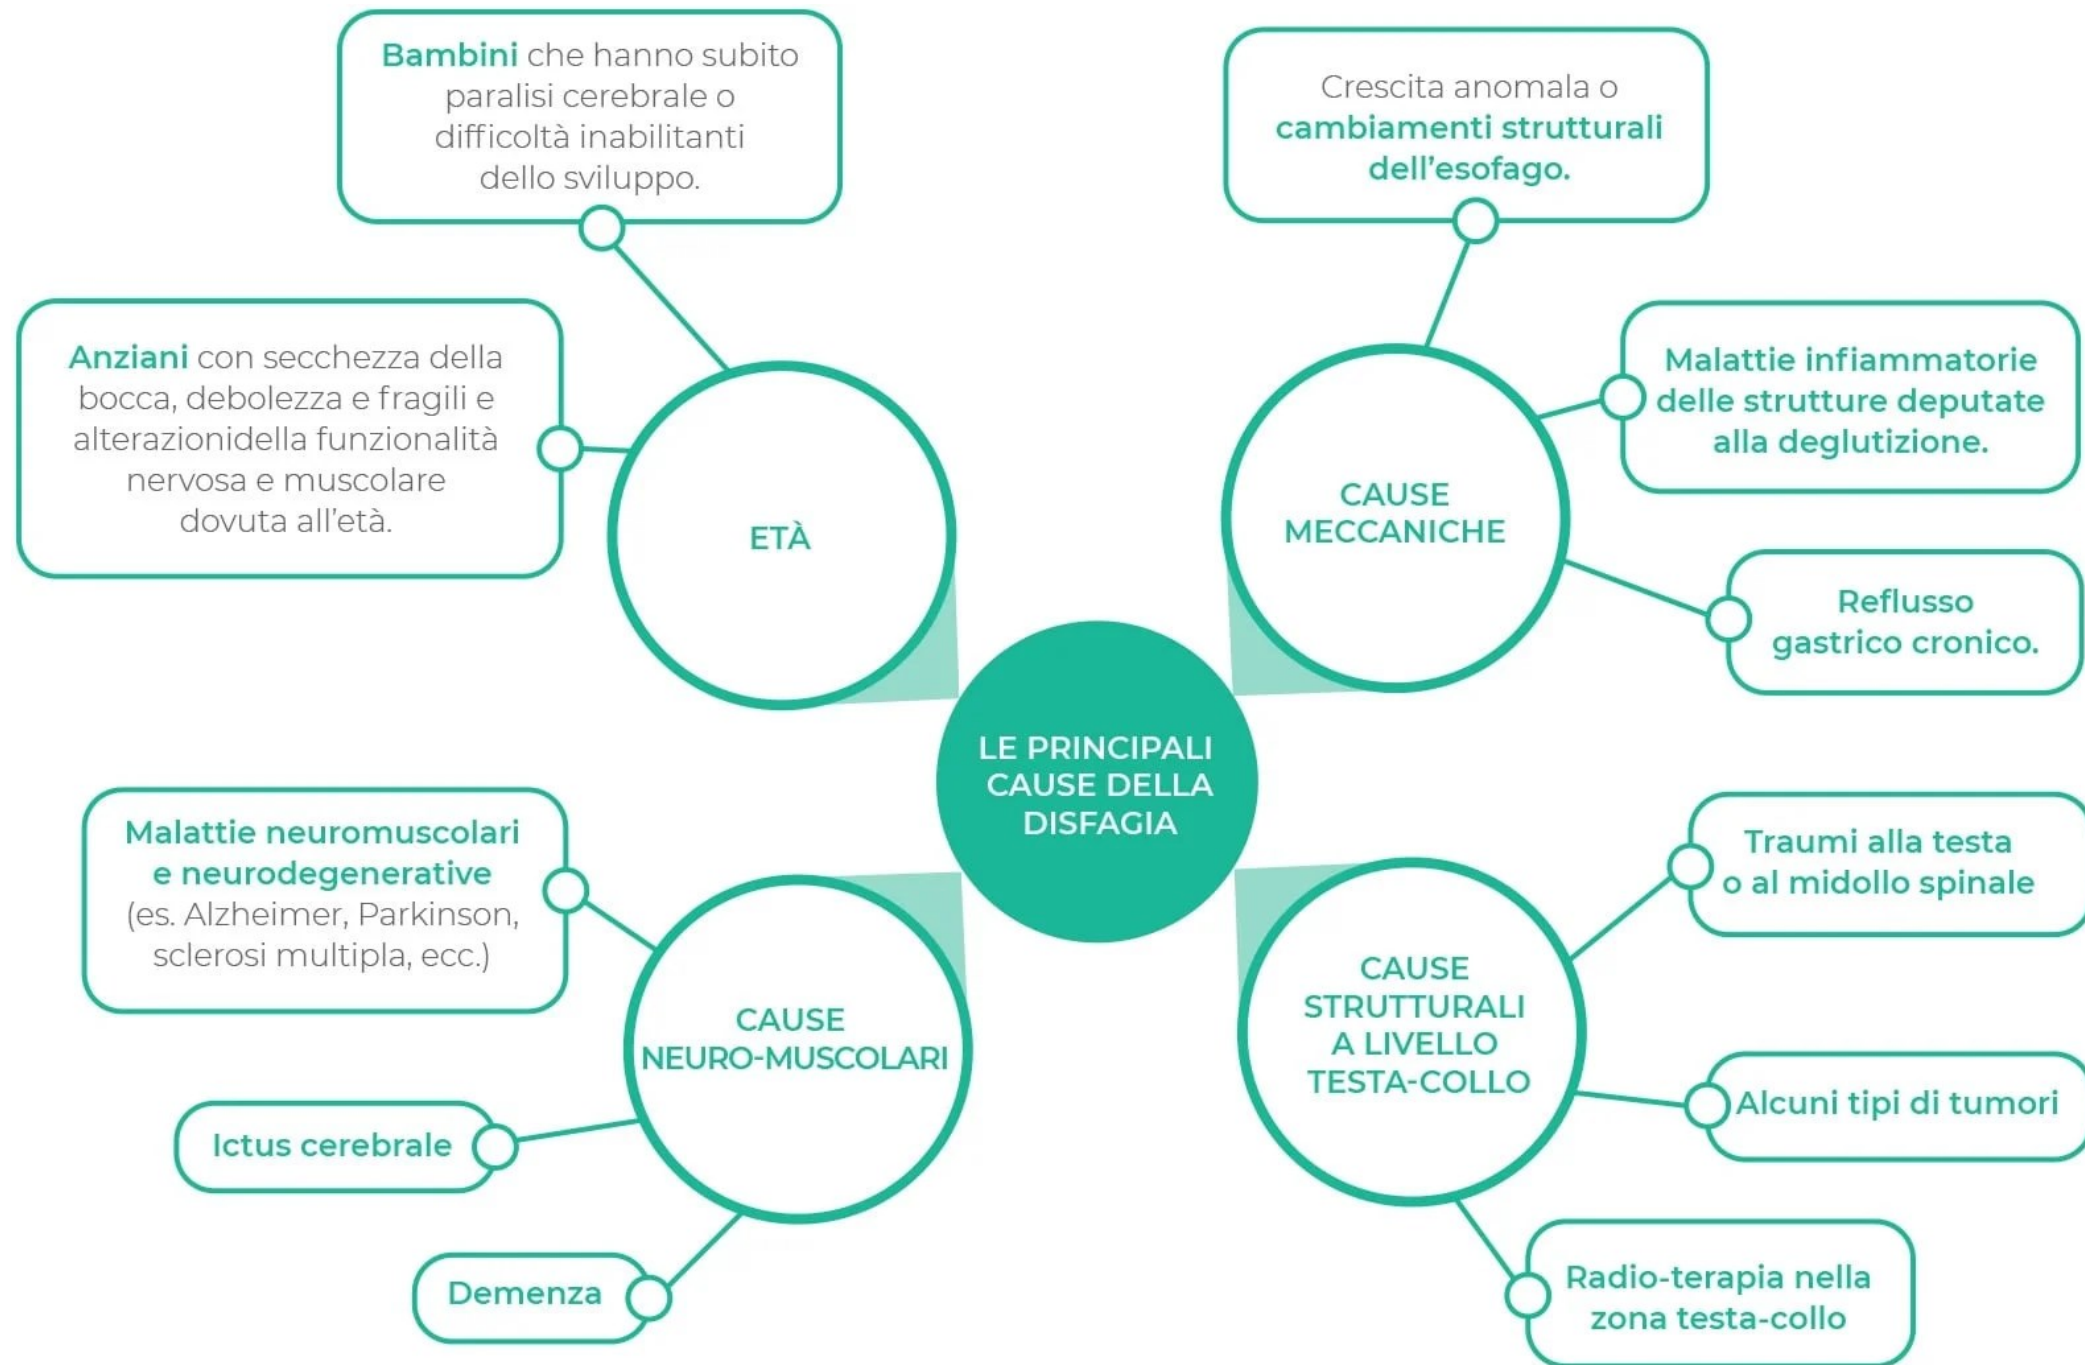 Bambini che hanno subito
paralisi cerebrale o
difficoltà inabilitanti
dello sviluppo.
Anziani con secchezza della
bocca, debolezza e fragili e
alterazionidella funzionalità
nervosa e muscolare
dovuta all'età.
ETÀ
Crescita anomala o
cambiamenti strutturali
dell'esofago.
Malattie infiammatorie
delle strutture deputate
alla deglutizione.
Reflusso
gastrico cronico.
CAUSE
MECCANICHE
LE PRINCIPALI
CAUSE DELLA
DISFAGIA
Malattie neuromuscolari
e neurodegenerative
(es. Alzheimer, Parkinson,
sclerosi multipla, ecc.)
Ictus cerebrale
Demenza
CAUSE
NEURO-MUSCOLARI
CAUSE
STRUTTURALI
A LIVELLO
TESTA-COLLO
Traumi alla testa
o al midollo spinale
Alcuni tipi di tumori
Radio-terapia nella
zona testa-collo